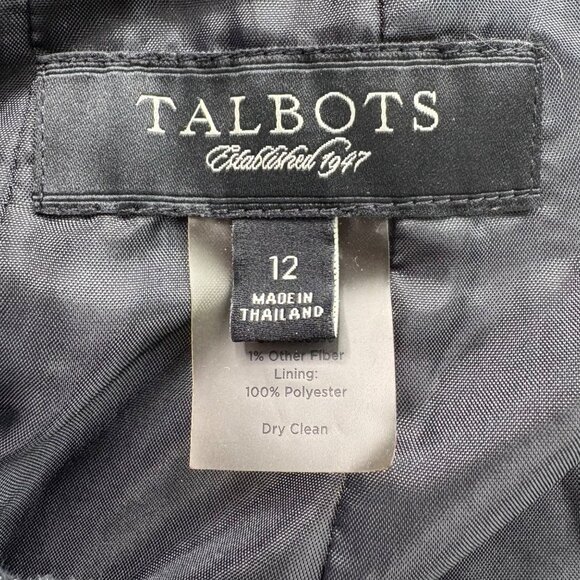 TALBOTS
Established 1947
12
MADE IN
THAILAND
1% Other Fiber
Lining:
100% Polyester
Dry Clean